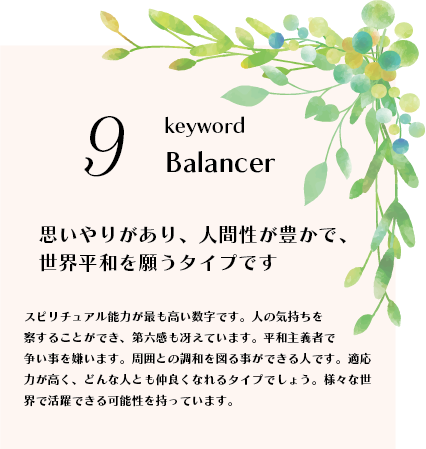 9
keyword
Balancer
思いやりがあり、人間性が豊かで、
世界平和を願うタイプです
スピリチュアル能力が最も高い数字です。人の気持ちを
察することができ、第六感も冴えています。平和主義者で
争い事を嫌います。周囲との調和を図る事ができる人です。適応
力が高く、どんな人とも仲良くなれるタイプでしょう。様々な世
界で活躍できる可能性を持っています。